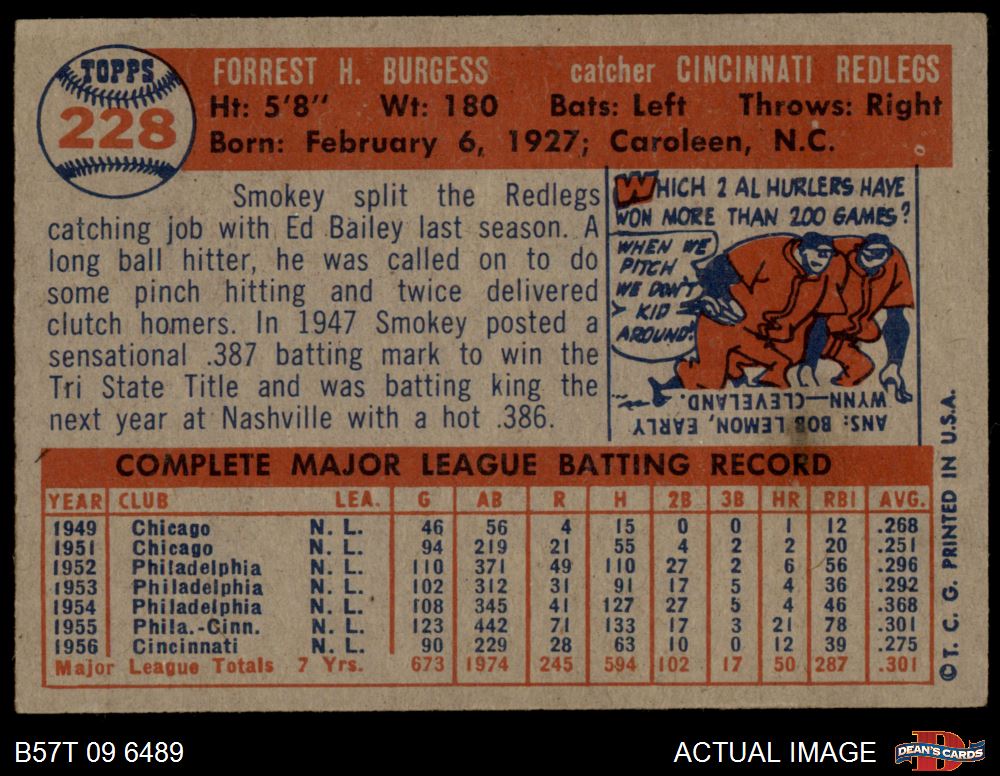 TOPPS
228
FORREST H. BURGESS catcher CINCINNATI REDLEGS
Ht: 5'8" Wt: 180 Bats: Left Throws: Right
Born: February 6, 1927; Caroleen, N.C.
Smokey split the Redlegs
catching job with Ed Bailey last season. A
long ball hitter, he was called on to do
some pinch hitting and twice delivered
clutch homers. In 1947 Smokey posted a
sensational .387 batting mark to win the
Tri State Title and was batting king the
next year at Nashville with a hot .386.
WHICH 2 AL HURLERS HAVE
WON MORE THAN 200 GAMES?
WHEN WE
PITCH
WE DON'T
KID
AROUND!
ANS: BOB LEMON, EARLY
WYNN—CLEVELAND.
COMPLETE MAJOR LEAGUE BATTING RECORD
YEAR CLUB LEA. G AB R H 2B 3B HR RBI AVG.
1949 Chicago N. L. 46 56 4 15 0 0 1 12 .268
1951 Chicago N. L. 94 219 21 55 4 2 2 20 .251
1952 Philadelphia N. L. 110 371 49 110 27 2 6 56 .296
1953 Philadelphia N. L. 102 312 31 91 17 5 4 36 .292
1954 Philadelphia N. L. 108 345 41 127 27 5 4 46 .368
1955 Phila.-Cinn. N. L. 123 442 71 133 17 3 21 78 .301
1956 Cincinnati N. L. 90 229 28 63 10 0 12 39 .275
Major League Totals 7 Yrs. 673 1974 245 594 102 17 50 287 .301
© T. C. G. PRINTED IN U.S.A.
B57T 09 6489
ACTUAL IMAGE
D
DEAN'S CARDS